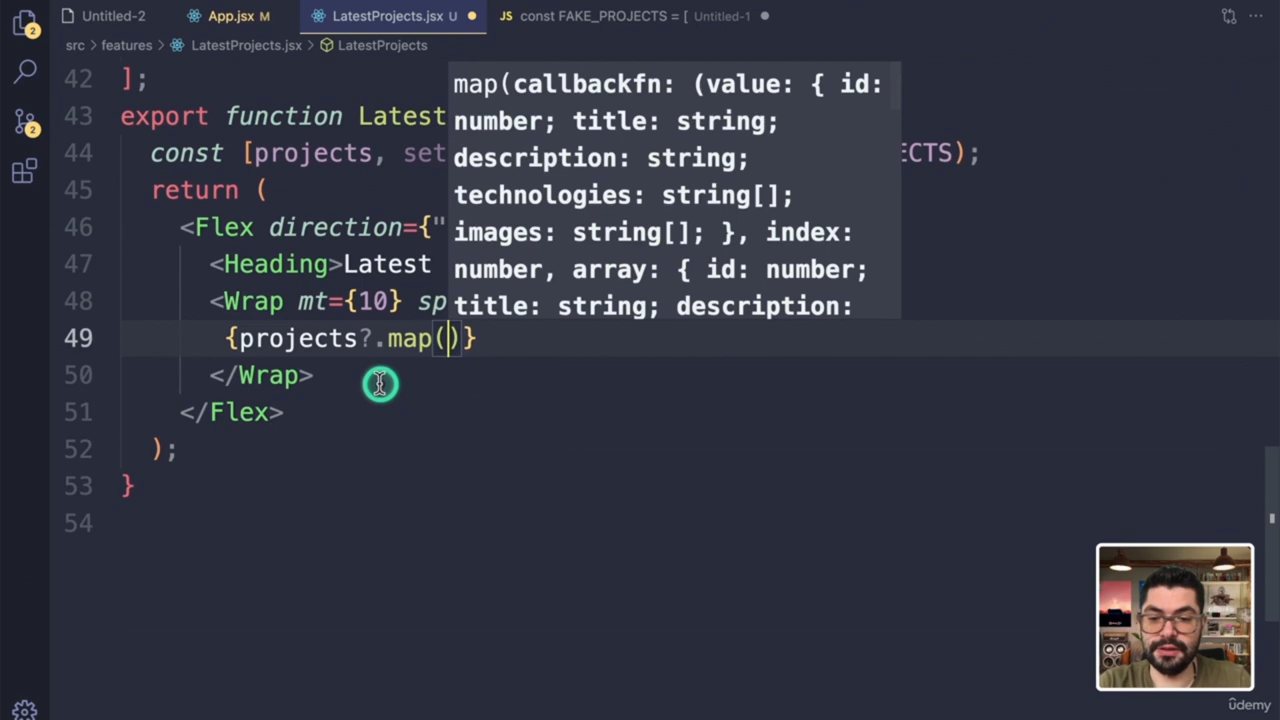 Untitled-2 App.jsx M LatestProjects.jsx U const FAKE_PROJECTS = [ Untitled-1
src > features > LatestProjects.jsx > LatestProjects
42 ];
43 export function Latest
44 const [projects, set ECTS);
45 return (
46 <Flex direction={"
47 <Heading>Latest
48 <Wrap mt={10} sp
49 {projects?.map()}
50 </Wrap>
51 </Flex>
52 );
53 }
54
map(callbackfn: (value: { id:
number; title: string;
description: string;
technologies: string[];
images: string[]; }, index:
number, array: { id: number;
title: string; description:
2
2
JS
ûdemy